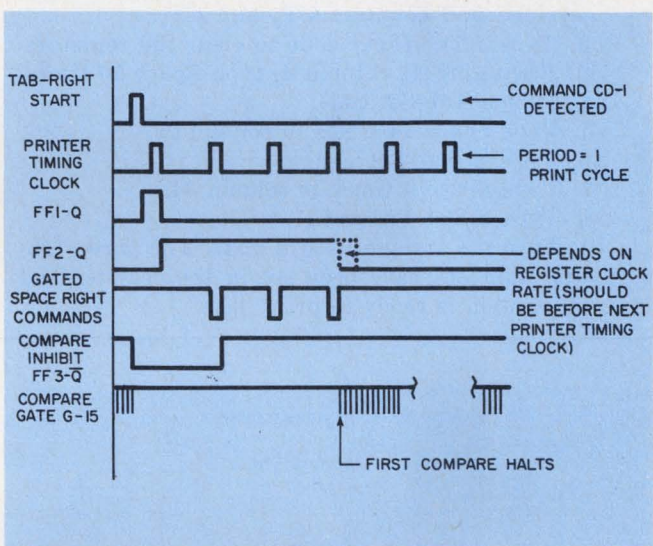 TAB-RIGHT
START
COMMAND CD-1
DETECTED
PRINTER
TIMING
CLOCK
PERIOD = 1
PRINT CYCLE
FF1-Q
FF2-Q
GATED
SPACE RIGHT
COMMANDS
DEPENDS ON
REGISTER CLOCK
RATE (SHOULD
BE BEFORE NEXT
PRINTER TIMING
CLOCK)
COMPARE
INHIBIT
FF3-Q̅
COMPARE
GATE G-15
FIRST COMPARE HALTS